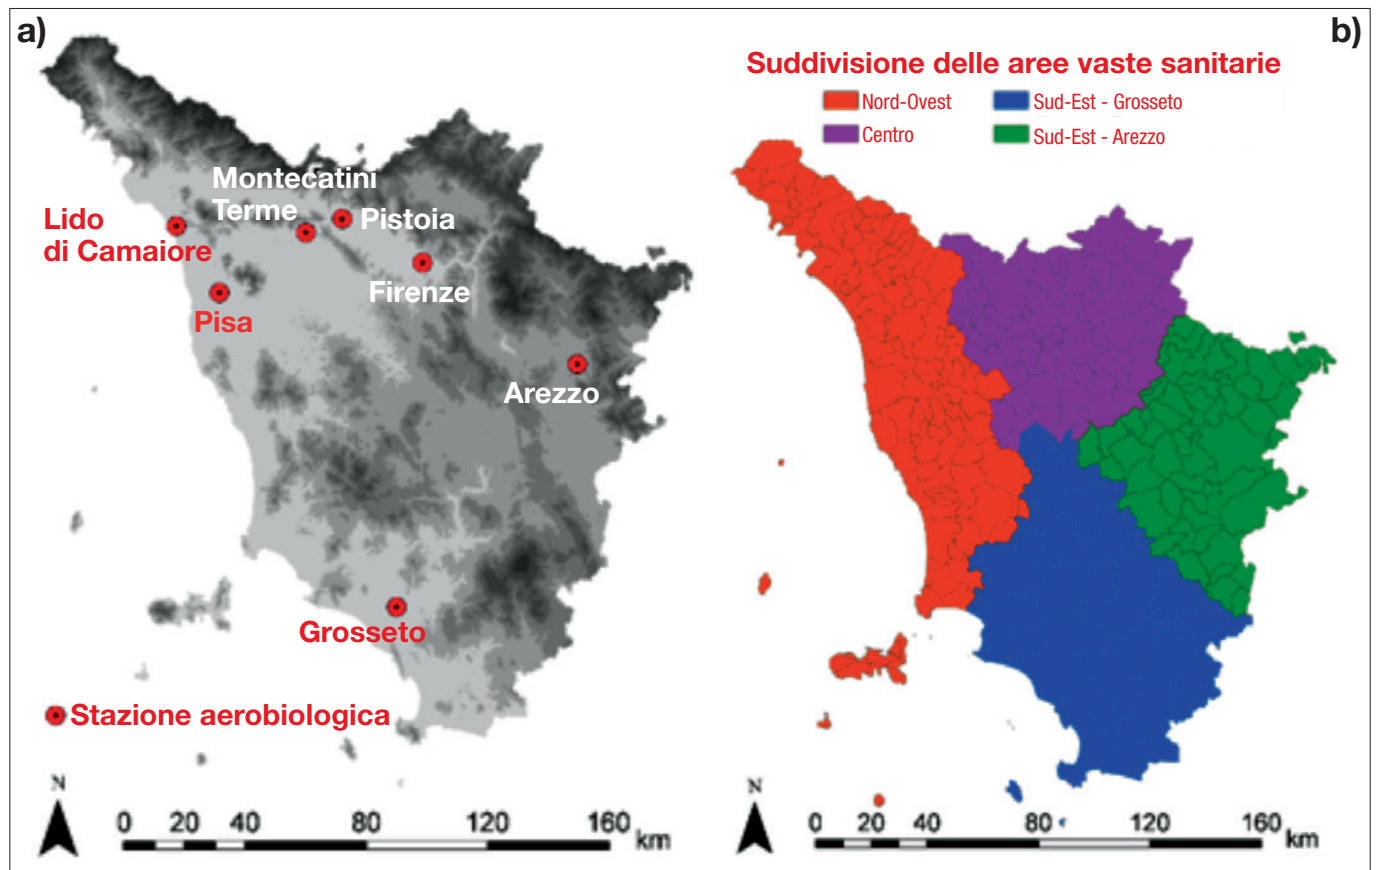 a)
Montecatini
Terme
Pistoia
Lido
di Camaiore
Firenze
Pisa
Arezzo
Grosseto
Stazione aerobiologica
N
0 20 40 80 120 160 km
b)
Suddivisione delle aree vaste sanitarie
Nord-Ovest
Sud-Est - Grosseto
Centro
Sud-Est - Arezzo
N
0 20 40 80 120 160 km